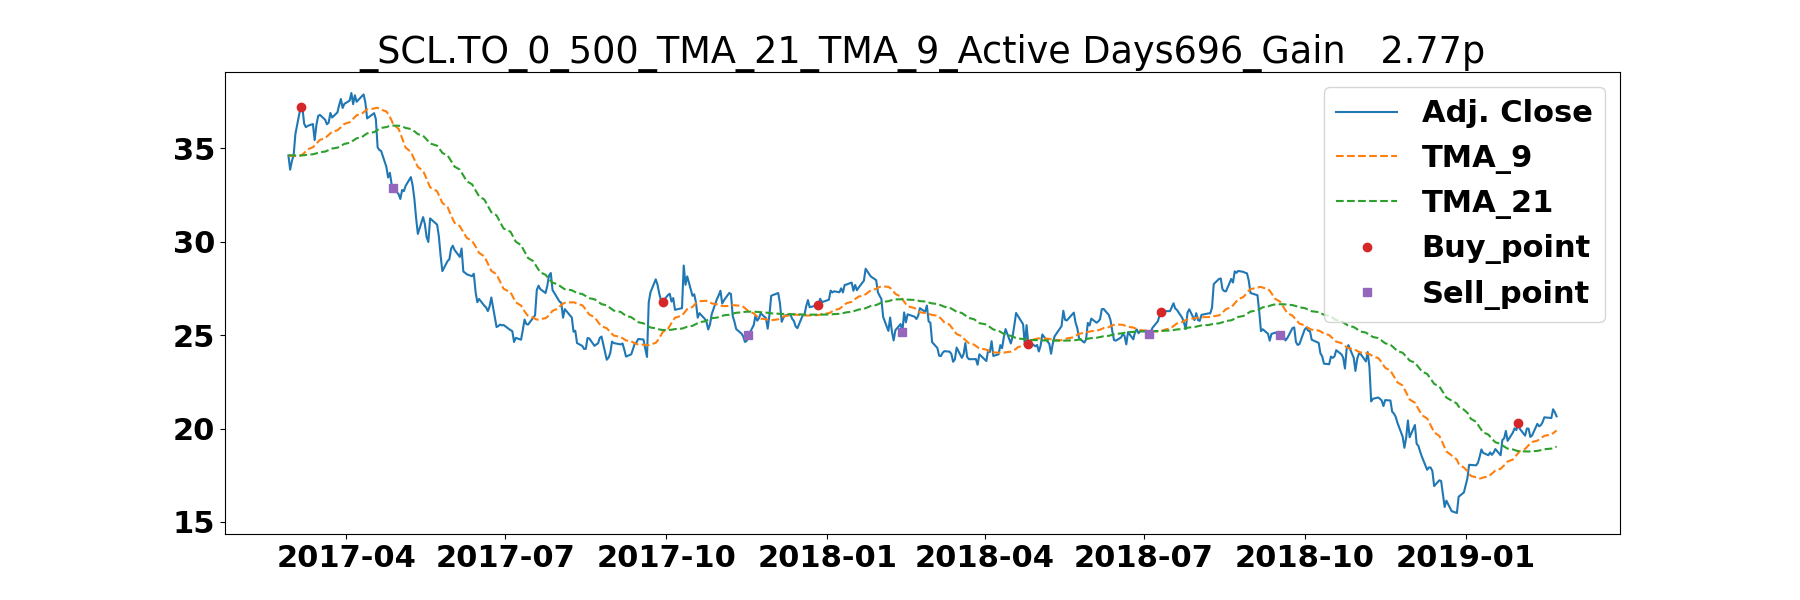 _SCL.TO_0_500_TMA_21_TMA_9_Active Days696_Gain   2.77p
Adj. Close
TMA_9
TMA_21
Buy_point
Sell_point
35
30
25
20
15
2017-04 2017-07 2017-10 2018-01 2018-04 2018-07 2018-10 2019-01